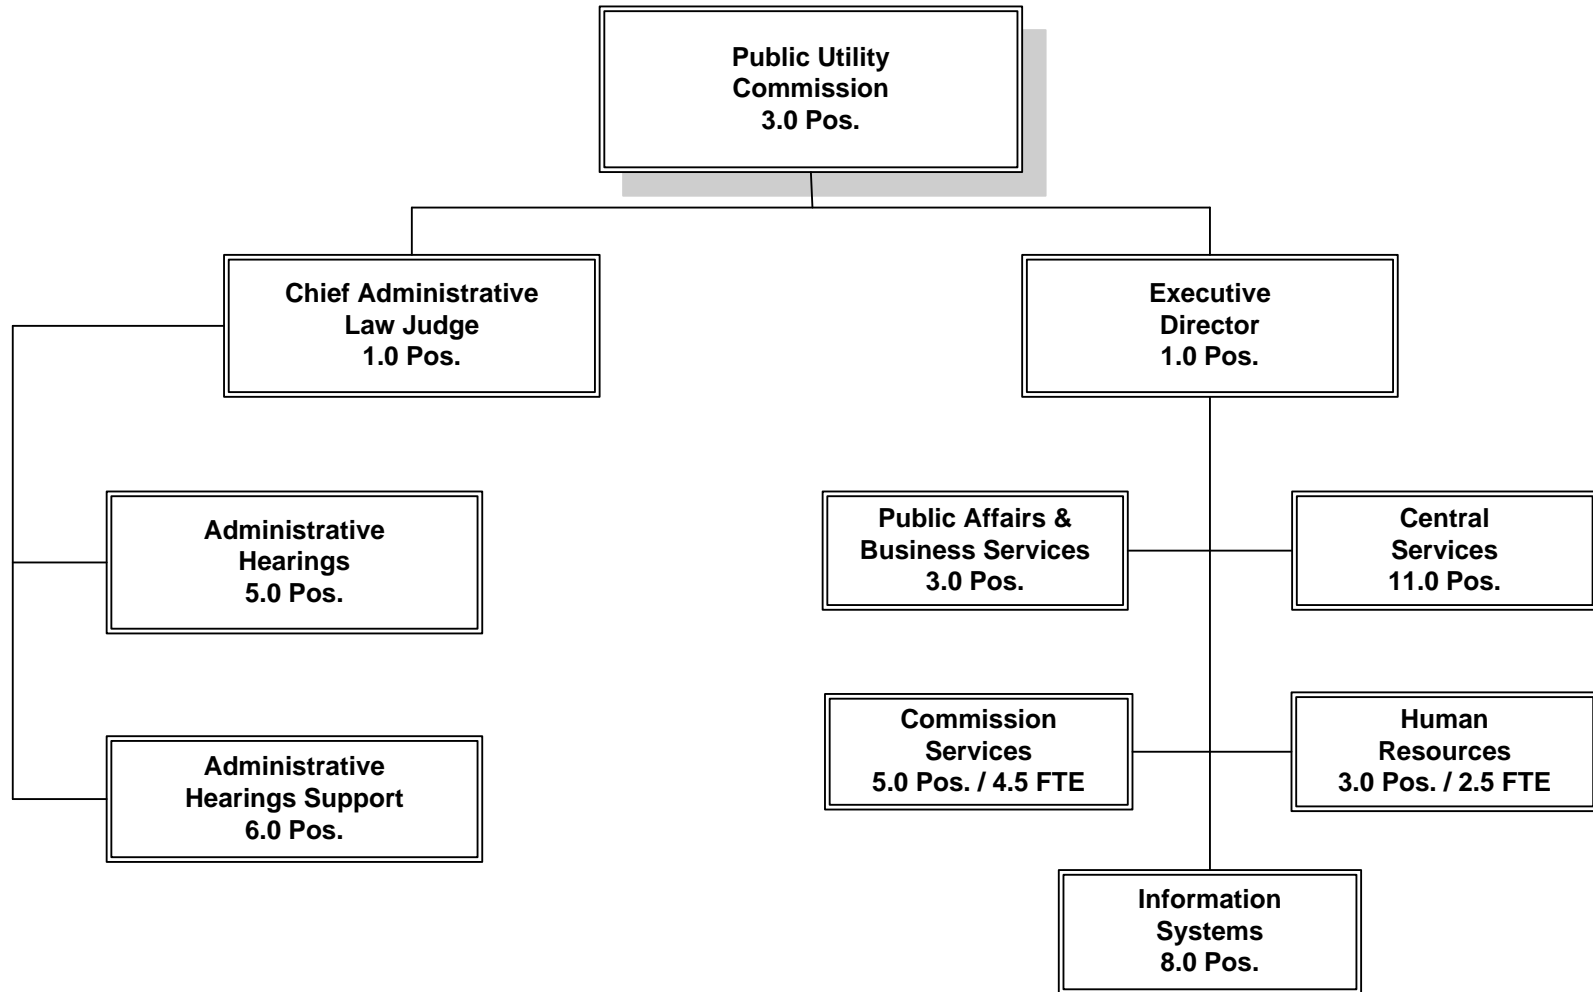 Public Utility
Commission
3.0 Pos.
Chief Administrative
Law Judge
1.0 Pos.
Executive
Director
1.0 Pos.
Administrative
Hearings
5.0 Pos.
Public Affairs &
Business Services
3.0 Pos.
Central
Services
11.0 Pos.
Administrative
Hearings Support
6.0 Pos.
Commission
Services
5.0 Pos. / 4.5 FTE
Human
Resources
3.0 Pos. / 2.5 FTE
Information
Systems
8.0 Pos.